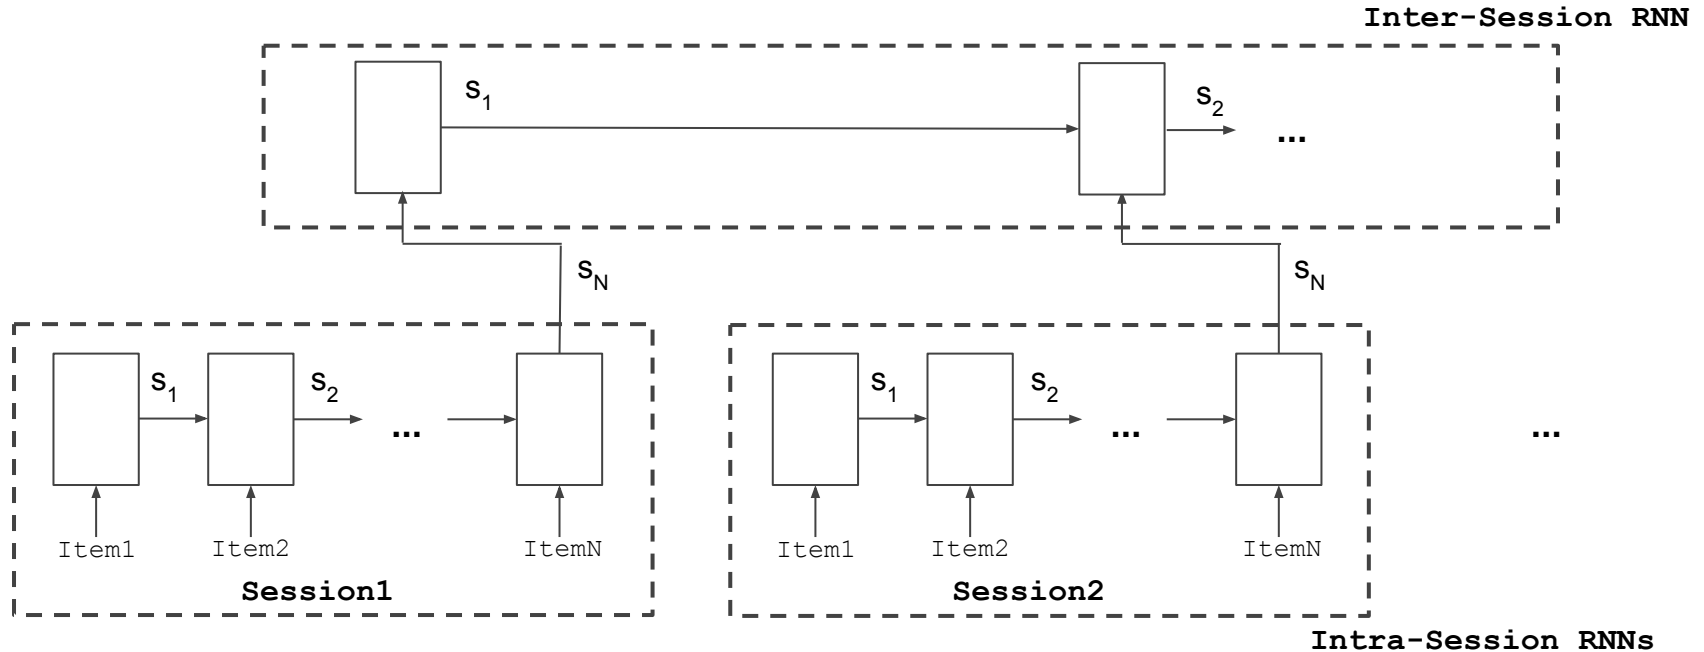 Inter-Session RNN
s1
s2
...
sN
sN
s1
s2
...
s1
s2
...
...
Item1
Item2
ItemN
Item1
Item2
ItemN
Session1
Session2
Intra-Session RNNs